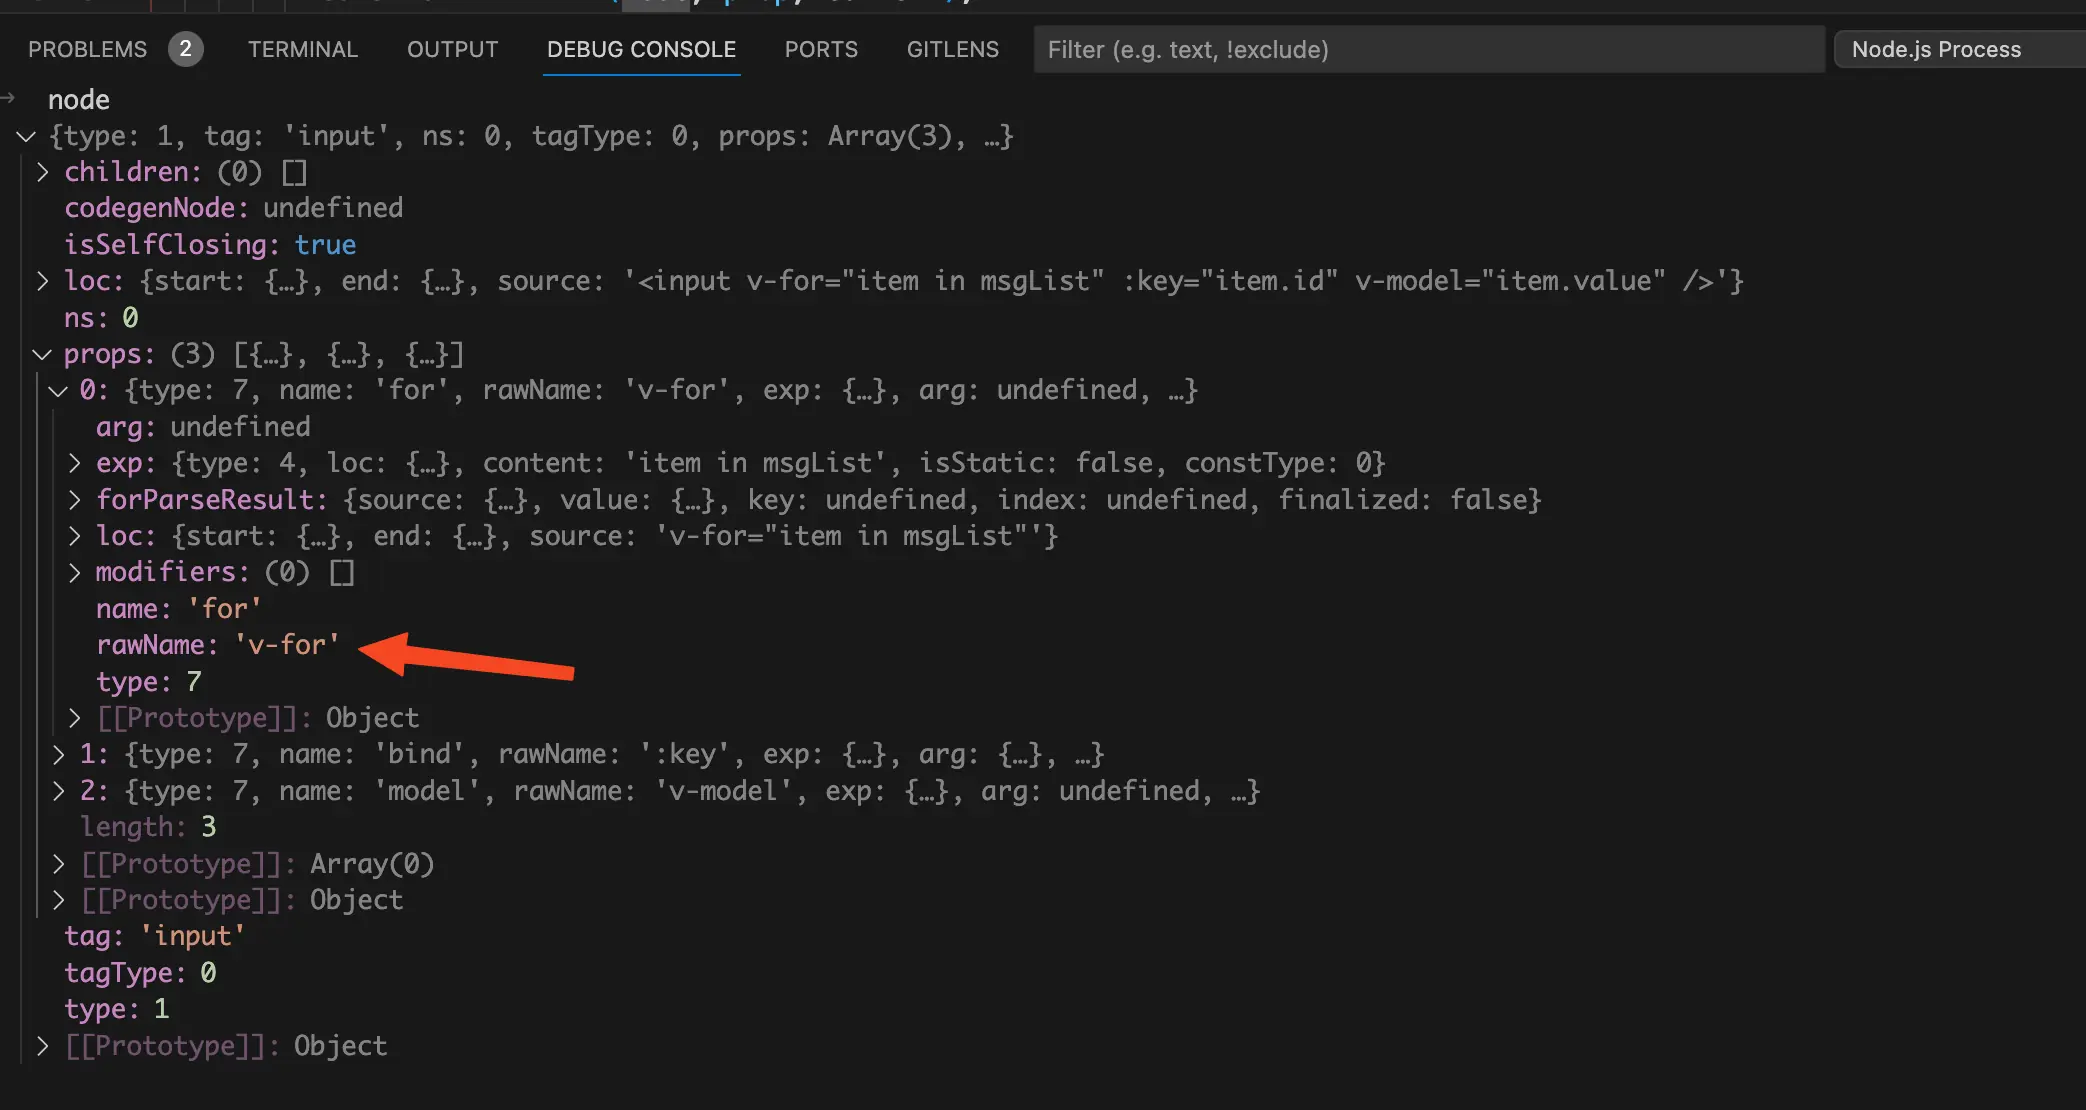 PROBLEMS 2 TERMINAL OUTPUT DEBUG CONSOLE PORTS GITLENS Filter (e.g. text, !exclude) Node.js Process
node
{type: 1, tag: 'input', ns: 0, tagType: 0, props: Array(3), …}
children: (0) []
codegenNode: undefined
isSelfClosing: true
loc: {start: {…}, end: {…}, source: '<input v-for="item in msgList" :key="item.id" v-model="item.value" />'}
ns: 0
props: (3) [{…}, {…}, {…}]
0: {type: 7, name: 'for', rawName: 'v-for', exp: {…}, arg: undefined, …}
arg: undefined
exp: {type: 4, loc: {…}, content: 'item in msgList', isStatic: false, constType: 0}
forParseResult: {source: {…}, value: {…}, key: undefined, index: undefined, finalized: false}
loc: {start: {…}, end: {…}, source: 'v-for="item in msgList"'}
modifiers: (0) []
name: 'for'
rawName: 'v-for'
type: 7
[[Prototype]]: Object
1: {type: 7, name: 'bind', rawName: ':key', exp: {…}, arg: {…}, …}
2: {type: 7, name: 'model', rawName: 'v-model', exp: {…}, arg: undefined, …}
length: 3
[[Prototype]]: Array(0)
[[Prototype]]: Object
tag: 'input'
tagType: 0
type: 1
[[Prototype]]: Object